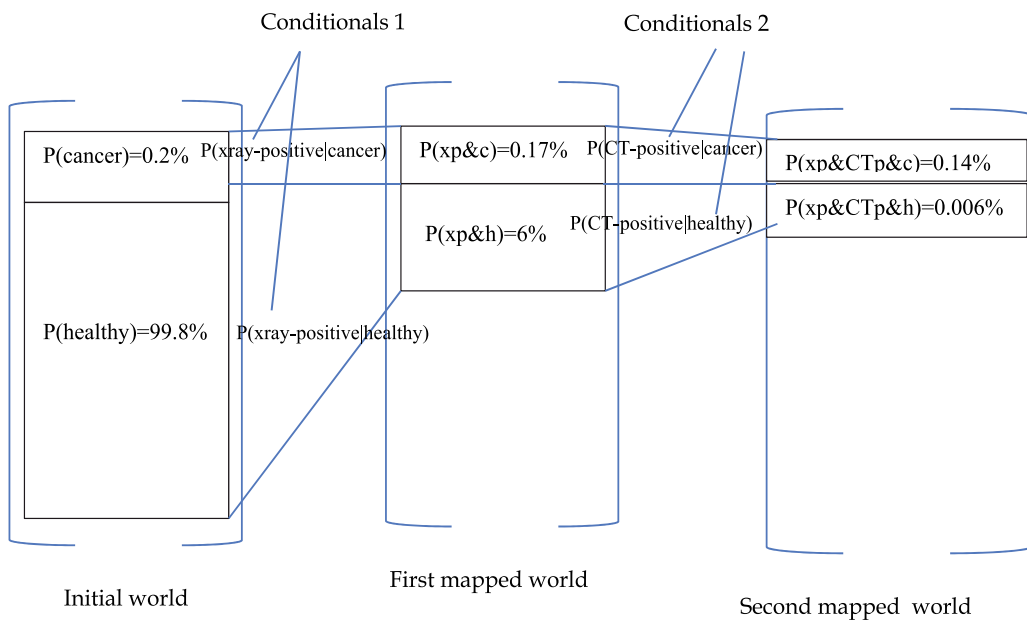 Conditionals 1
Conditionals 2
P(cancer)=0.2%
P(xray-positive|cancer)
P(xp&c)=0.17%
P(CT-positive|cancer)
P(xp&CTp&c)=0.14%
P(xp&h)=6%
P(CT-positive|healthy)
P(xp&CTp&h)=0.006%
P(healthy)=99.8%
P(xray-positive|healthy)
Initial world
First mapped world
Second mapped world